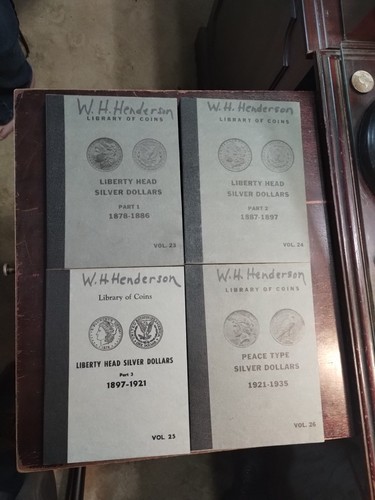 W. H. Henderson
LIBRARY OF COINS
LIBERTY HEAD
SILVER DOLLARS
PART 1
1878-1886
VOL. 23
W. H. Henderson
LIBRARY OF COINS
LIBERTY HEAD
SILVER DOLLARS
PART 2
1887-1897
VOL. 24
W. H. Henderson
Library of Coins
LIBERTY HEAD SILVER DOLLARS
Part 3
1897-1921
VOL 25
W. H. Henderson
LIBRARY OF COINS
PEACE TYPE
SILVER DOLLARS
1921-1935
VOL. 26